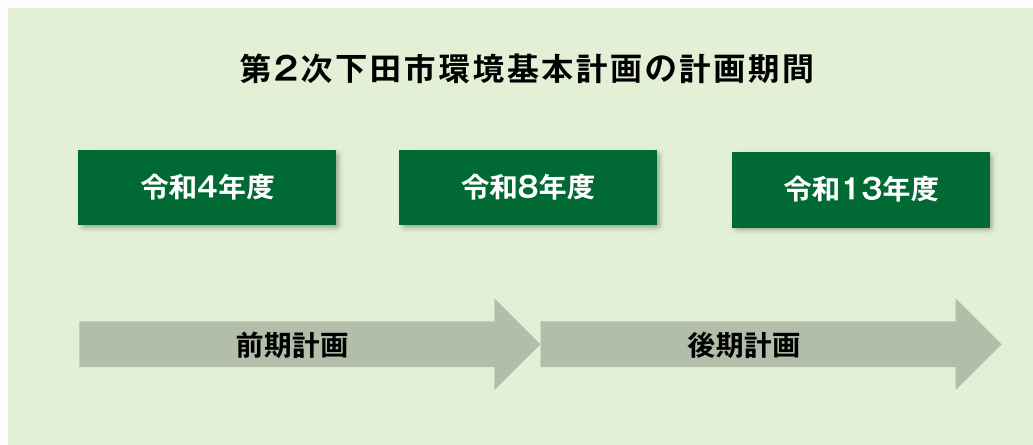 第2次下田市環境基本計画の計画期間
令和4年度
令和8年度
令和13年度
前期計画
後期計画